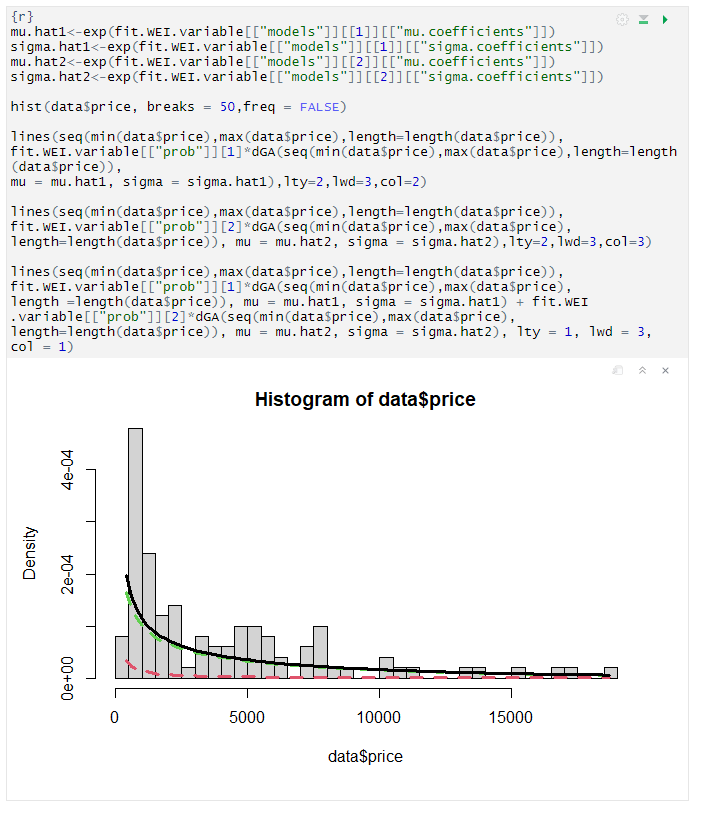 {r}
mu.hat1<-exp(fit.WEI.variable[["models"]][[1]][["mu.coefficients"]])
sigma.hat1<-exp(fit.WEI.variable[["models"]][[1]][["sigma.coefficients"]])
mu.hat2<-exp(fit.WEI.variable[["models"]][[2]][["mu.coefficients"]])
sigma.hat2<-exp(fit.WEI.variable[["models"]][[2]][["sigma.coefficients"]])
hist(data$price, breaks = 50,freq = FALSE)
lines(seq(min(data$price),max(data$price),length=length(data$price)),
fit.WEI.variable[["prob"]][1]*dGA(seq(min(data$price),max(data$price),length=length
(data$price)),
mu = mu.hat1, sigma = sigma.hat1),lty=2,lwd=3,col=2)
lines(seq(min(data$price),max(data$price),length=length(data$price)),
fit.WEI.variable[["prob"]][2]*dGA(seq(min(data$price),max(data$price),
length=length(data$price)), mu = mu.hat2, sigma = sigma.hat2),lty=2,lwd=3,col=3)
lines(seq(min(data$price),max(data$price),length=length(data$price)),
fit.WEI.variable[["prob"]][1]*dGA(seq(min(data$price),max(data$price),
length =length(data$price)), mu = mu.hat1, sigma = sigma.hat1) + fit.WEI
.variable[["prob"]][2]*dGA(seq(min(data$price),max(data$price),
length=length(data$price)), mu = mu.hat2, sigma = sigma.hat2), lty = 1, lwd = 3,
col = 1)
Histogram of data$price
Density
4e-04
2e-04
0e+00
0 5000 10000 15000
data$price